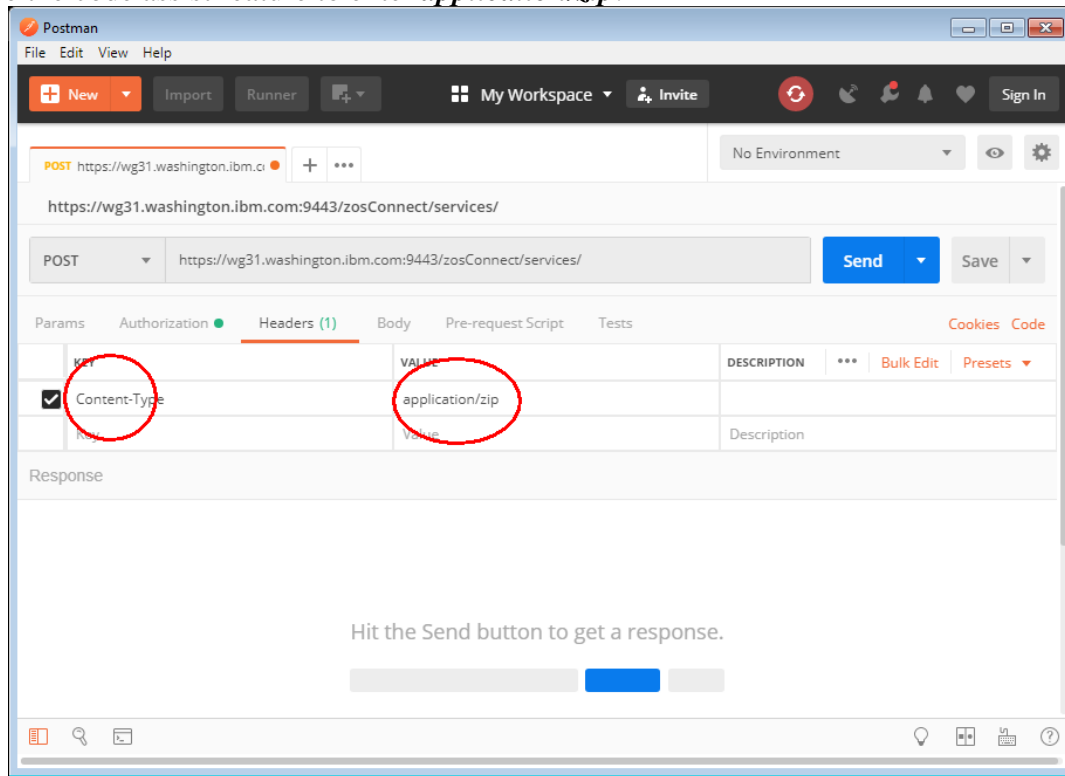 Postman
File Edit View Help
New Import Runner My Workspace Invite Sign In
POST https://wg31.washington.ibm.c
No Environment
https://wg31.washington.ibm.com:9443/zosConnect/services/
POST https://wg31.washington.ibm.com:9443/zosConnect/services/ Send Save
Params Authorization Headers (1) Body Pre-request Script Tests Cookies Code
KEY VALUE DESCRIPTION Bulk Edit Presets
Content-Type application/zip
Key Value Description
Response
Hit the Send button to get a response.